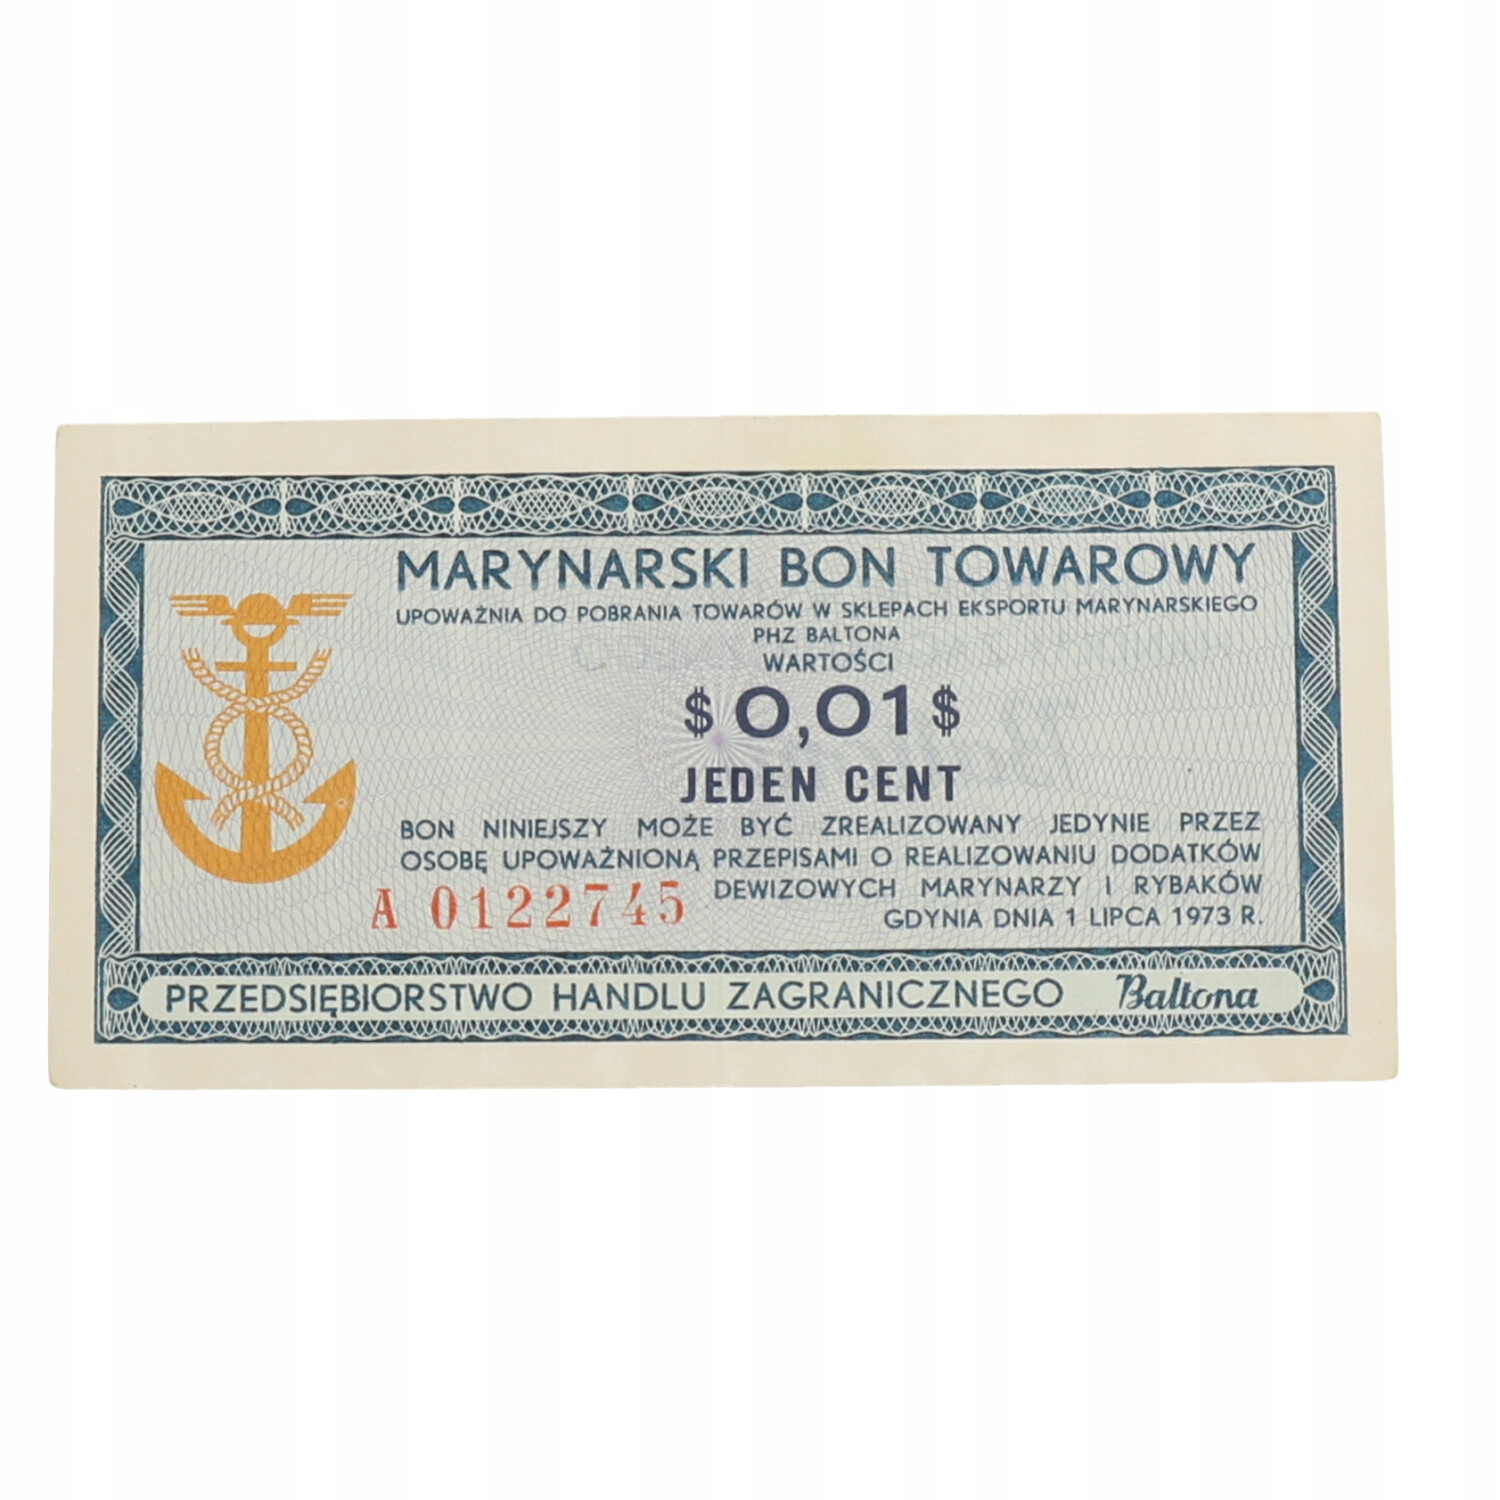 MARYNARSKI BON TOWAROWY
UPOWAŻNIA DO POBRANIA TOWARÓW W SKLEPACH EKSPORTU MARYNARSKIEGO
PHZ BALTONA
WARTOŚCI
$ 0,01 $
JEDEN CENT
BON NINIEJSZY MOŻE BYĆ ZREALIZOWANY JEDYNIE PRZEZ
OSOBĘ UPOWAŻNIONĄ PRZEPISAMI O REALIZOWANIU DODATKÓW
DEWIZOWYCH MARYNARZY I RYBAKÓW
A 0122745
GDYNIA DNIA 1 LIPCA 1973 R.
PRZEDSIĘBIORSTWO HANDLU ZAGRANICZNEGO Baltona